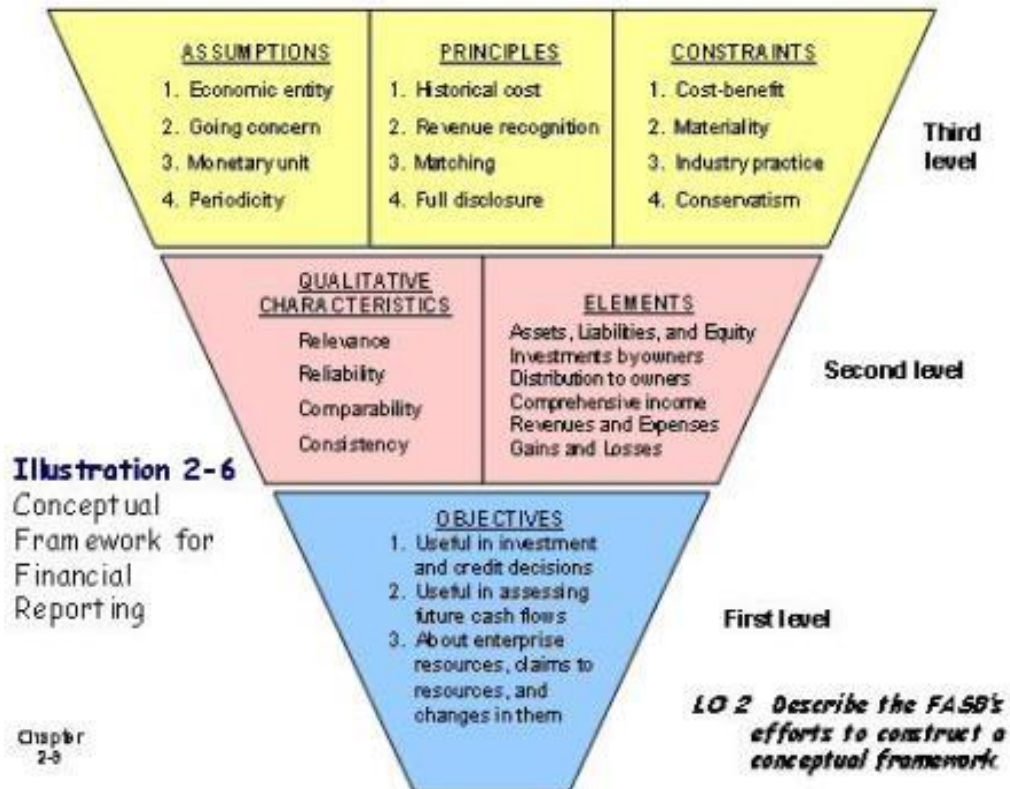 ASSUMPTIONS
1. Economic entity
2. Going concern
3. Monetary unit
4. Periodicity
PRINCIPLES
1. Historical cost
2. Revenue recognition
3. Matching
4. Full disclosure
CONSTRAINTS
1. Cost-benefit
2. Materiality
3. Industry practice
4. Conservatism
Third
level
QUALITATIVE
CHARACTERISTICS
Relevance
Reliability
Comparability
Consistency
ELEMENTS
Assets, Liabilities, and Equity
Investments by owners
Distribution to owners
Comprehensive income
Revenues and Expenses
Gains and Losses
Second level
Illustration 2-6
Conceptual
Framework for
Financial
Reporting
OBJECTIVES
1. Useful in investment
and credit decisions
2. Useful in assessing
future cash flows
3. About enterprise
resources, claims to
resources, and
changes in them
First level
Chapter
2-9
LO 2 Describe the FASB's
efforts to construct a
conceptual framework.